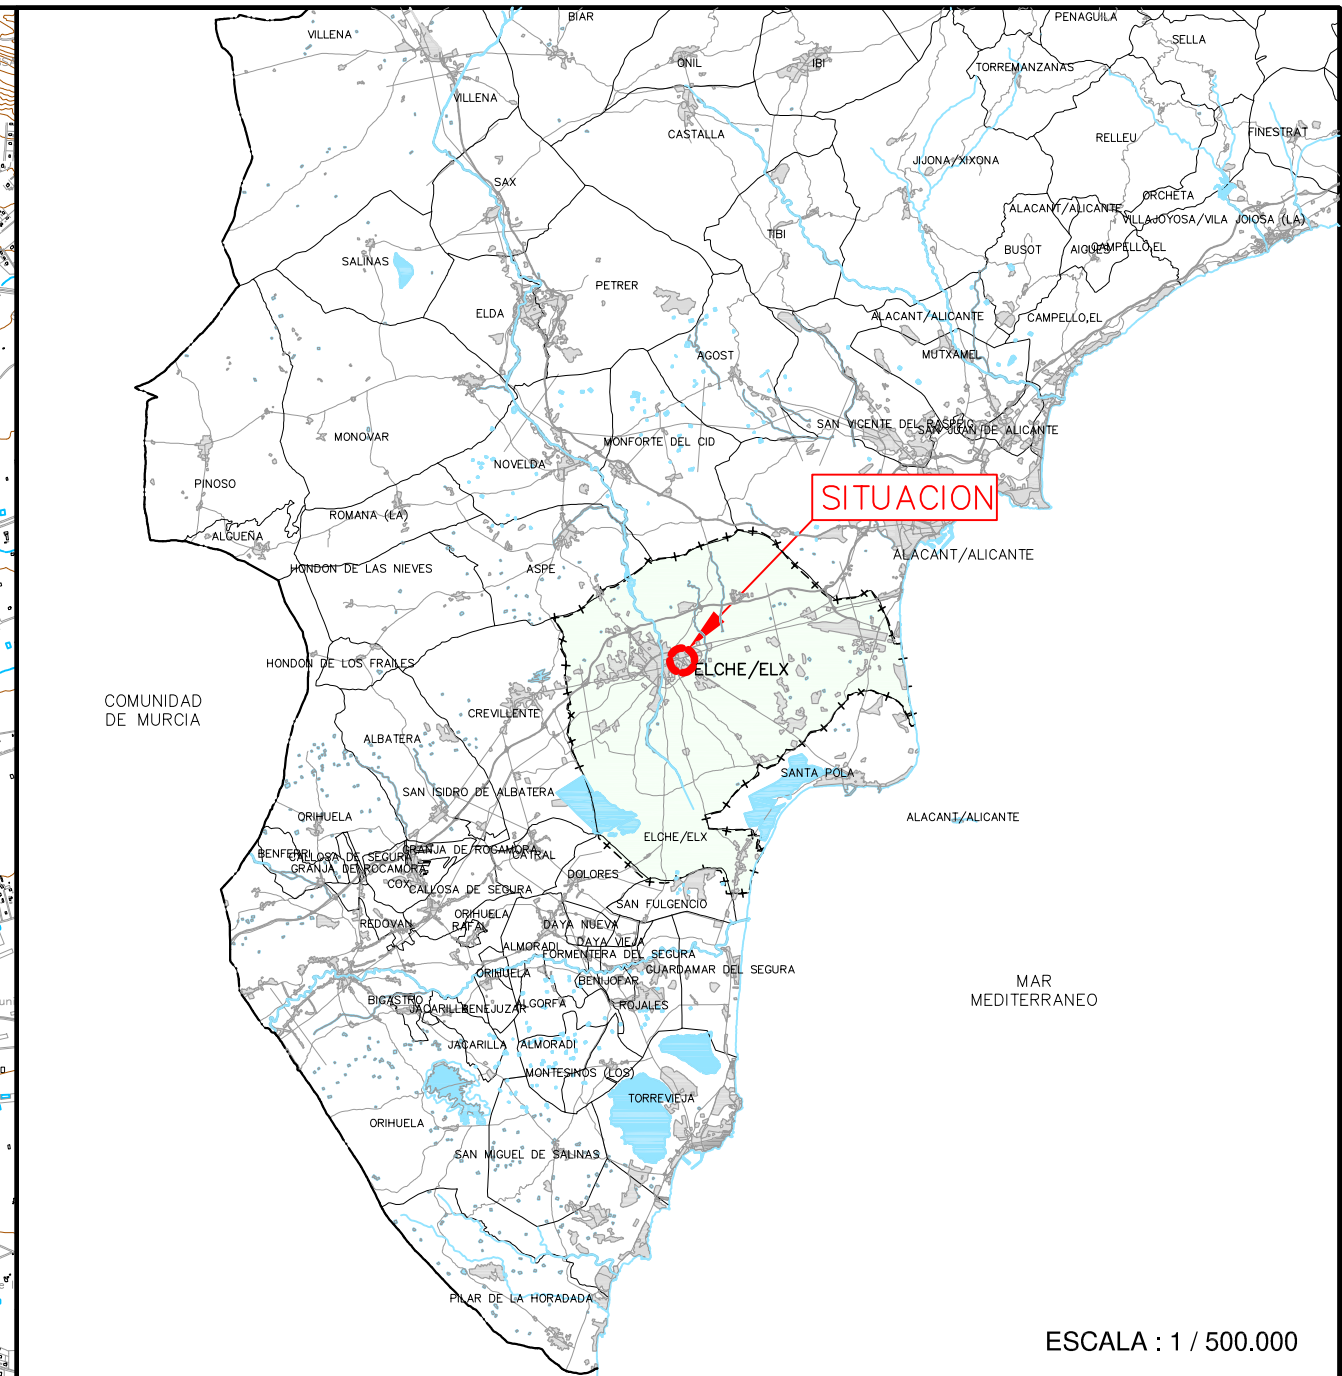 BIAR
PENAGUILA
VILLENA
SELLA
ONIL
IBI
TORREMANZANAS
VILLENA
CASTALLA
RELLEU
FINESTRAT
JIJONA/XIXONA
SAX
ORCHETA
ALACANT/ALICANTE
VILLAJOYOSA/VILA JOIOSA (LA)
TIBI
BUSOT
AIGUES
CAMPELLO,EL
SALINAS
PETRER
ELDA
ALACANT/ALICANTE
CAMPELLO,EL
AGOST
MUTXAMEL
SAN VICENTE DEL RASPEIG
SAN JUAN DE ALICANTE
MONOVAR
MONFORTE DEL CID
NOVELDA
PINOSO
SITUACION
ROMANA (LA)
ALGUEÑA
ALACANT/ALICANTE
HONDON DE LAS NIEVES
ASPE
HONDON DE LOS FRAILES
ELCHE/ELX
COMUNIDAD
DE MURCIA
CREVILLENTE
ALBATERA
SANTA POLA
SAN ISIDRO DE ALBATERA
ORIHUELA
ALACANT/ALICANTE
ELCHE/ELX
GRANJA DE ROCAMORA
BENFERRI
CALLOSA DE SEGURA
CATRAL
GRANJA DE ROCAMORA
DOLORES
COX
CALLOSA DE SEGURA
SAN FULGENCIO
ORIHUELA
REDOVAN
RAFAL
DAYA NUEVA
DAYA VIEJA
ALMORADI
FORMENTERA DEL SEGURA
GUARDAMAR DEL SEGURA
ORIHUELA
BENIJOFAR
MAR
MEDITERRANEO
BIGASTRO
JACARILLA
BENEJUZAR
ALGORFA
ROJALES
JACARILLA
ALMORADI
MONTESINOS (LOS)
TORREVIEJA
ORIHUELA
SAN MIGUEL DE SALINAS
PILAR DE LA HORADADA
ESCALA : 1 / 500.000